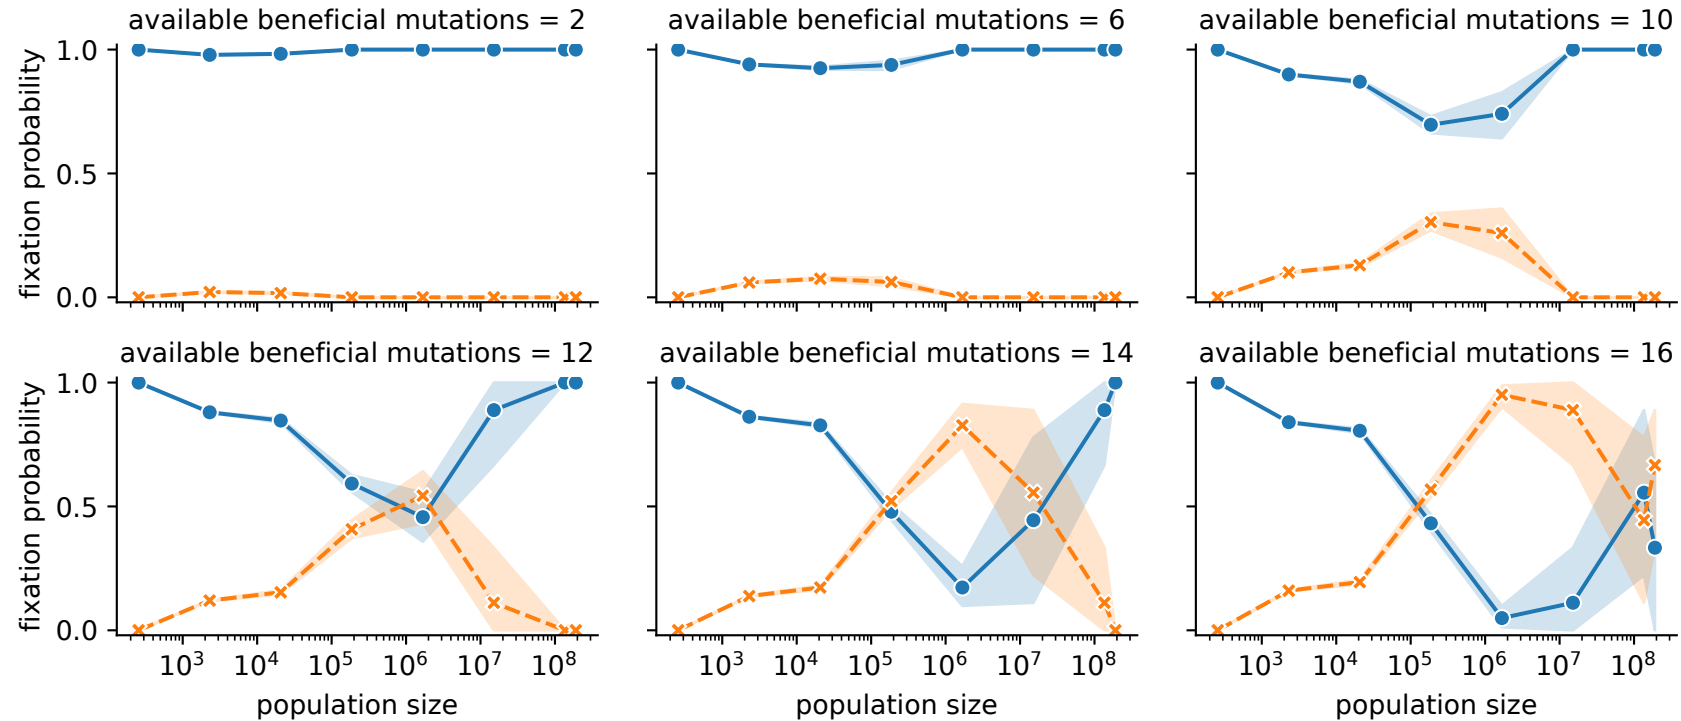 available beneficial mutations = 2
available beneficial mutations = 6
available beneficial mutations = 10
fixation probability
1.0
0.5
0.0
available beneficial mutations = 12
available beneficial mutations = 14
available beneficial mutations = 16
fixation probability
1.0
0.5
0.0
10³ 10⁴ 10⁵ 10⁶ 10⁷ 10⁸
10³ 10⁴ 10⁵ 10⁶ 10⁷ 10⁸
10³ 10⁴ 10⁵ 10⁶ 10⁷ 10⁸
population size
population size
population size